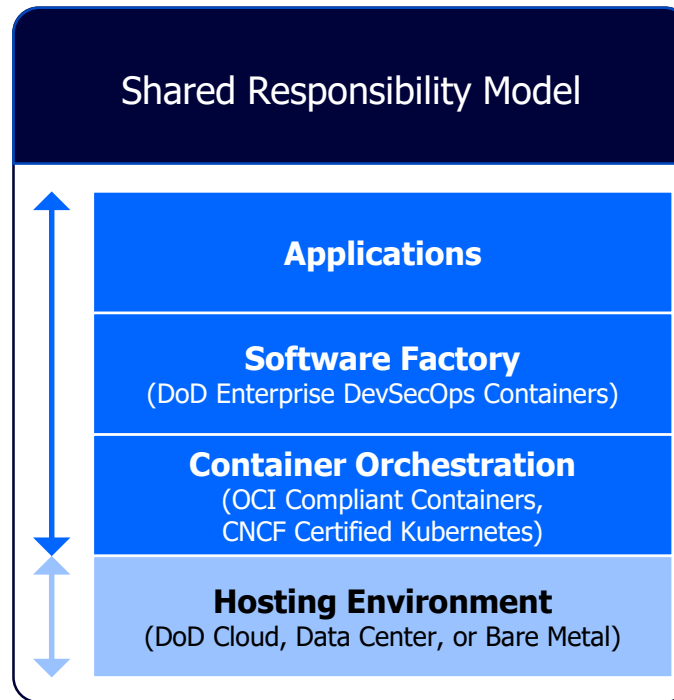 Shared Responsibility Model
Applications
Software Factory
(DoD Enterprise DevSecOps Containers)
Container Orchestration
(OCI Compliant Containers,
CNCF Certified Kubernetes)
Hosting Environment
(DoD Cloud, Data Center, or Bare Metal)